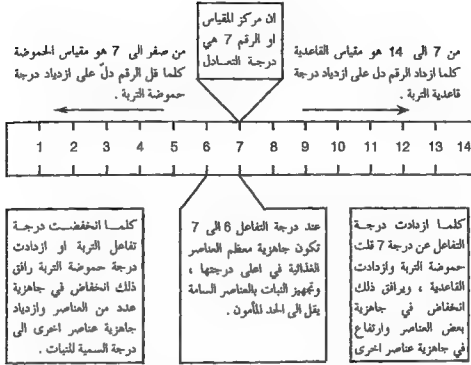 ان مركز المقياس
او الرقم 7 هي
درجة التعادل
من 7 الى 14 هو مقياس القاعدية
كلما ازداد الرقم دل على ازدياد درجة
قاعدية التربة .
من صفر الى 7 هو مقياس الحموضة
كلما قل الرقم دلّ على ازدياد درجة
حموضة التربة .
1 2 3 4 5 6 7 8 9 10 11 12 13 14
كلما ازدادت درجة
التفاعل عن درجة 7 قلت
حموضة التربة وازدادت
القاعدية ، ويرافق ذلك
انخفاض في جاهزية
بعض العناصر وارتفاع
في جاهزية عناصر اخرى
عند درجة التفاعل 6 الى 7
تكون جاهزية معظم العناصر
الغذائية في اعلى درجتها ،
وتجهيز النبات بالعناصر السامة
يقل الى الحد المأمون .
كلما انخفضت درجة
تفاعل التربة او ازدادت
درجة حموضة التربة رافق
ذلك انخفاض في جاهزية
عدد من العناصر وازدياد
جاهزية عناصر اخرى الى
درجة السمية للنبات .